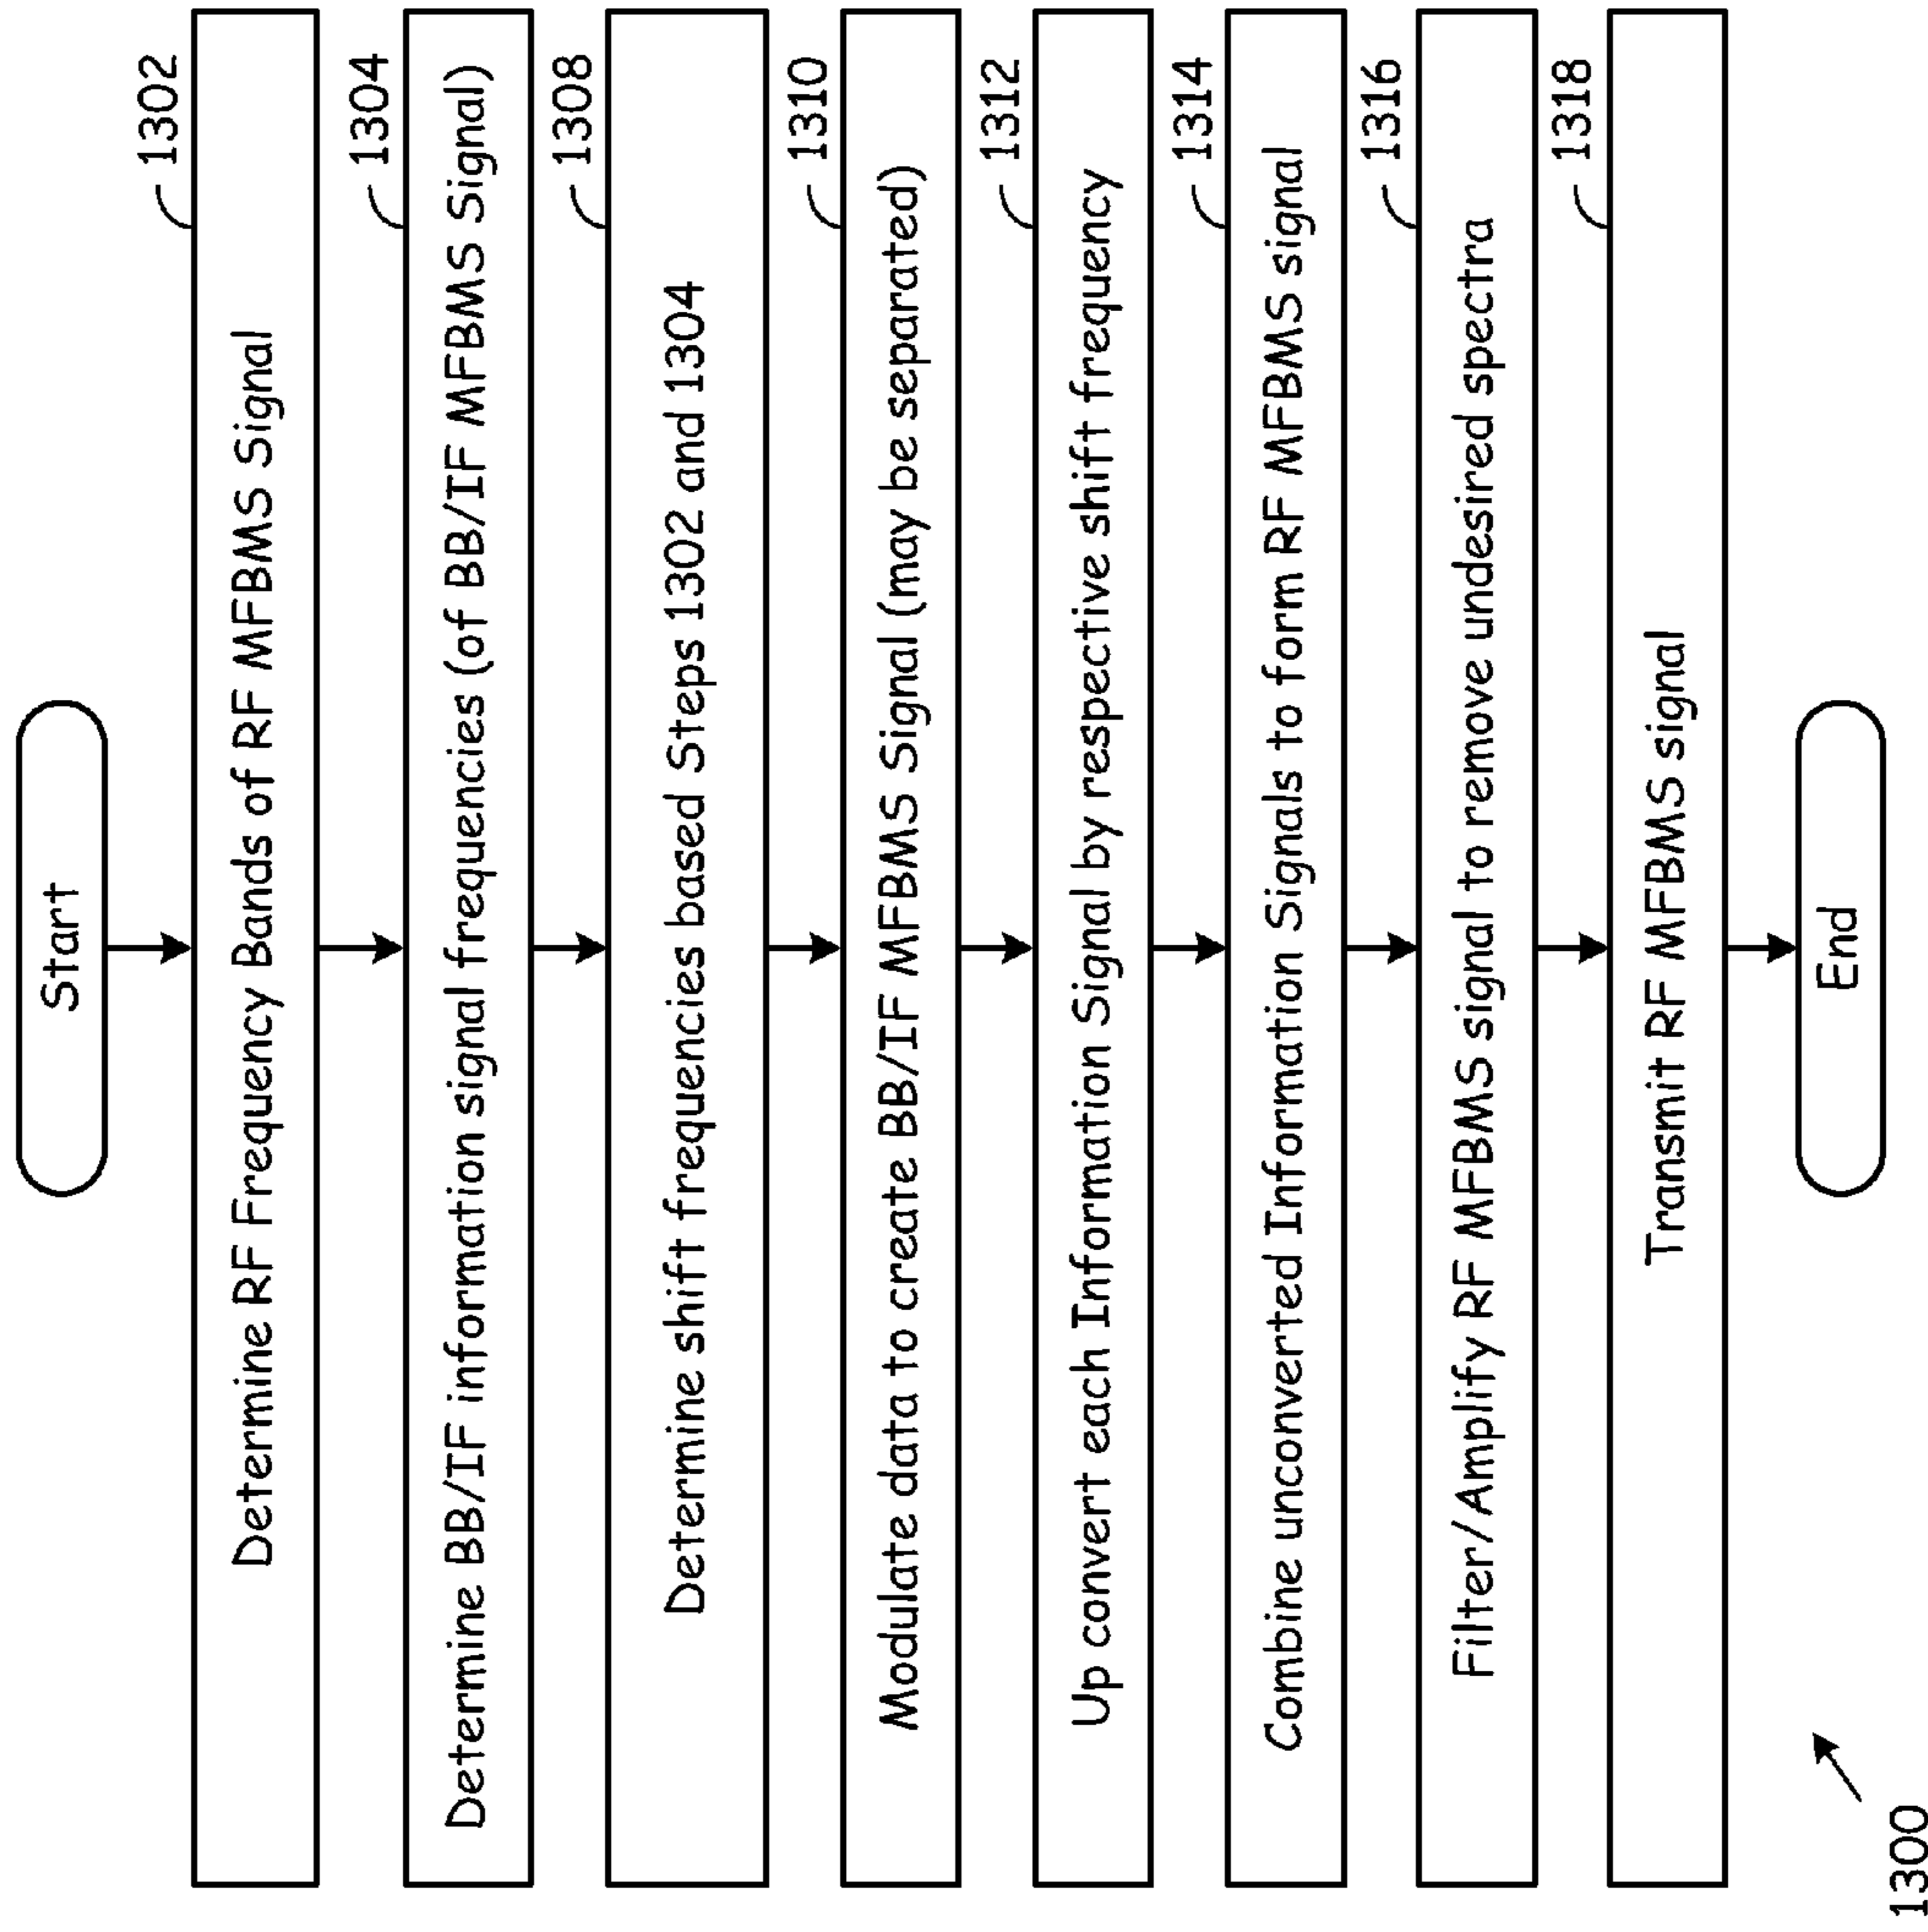 Start
1302
Determine RF Frequency Bands of RF MFBMS Signal
1304
Determine BB/IF information signal frequencies (of BB/IF MFBMS Signal)
1308
Determine shift frequencies based Steps 1302 and 1304
1310
Modulate data to create BB/IF MFBMS Signal (may be separated)
1312
Up convert each Information Signal by respective shift frequency
1314
Combine unconverted Information Signals to form RF MFBMS signal
1316
Filter/Amplify RF MFBMS signal to remove undesired spectra
1318
Transmit RF MFBMS signal
End
1300